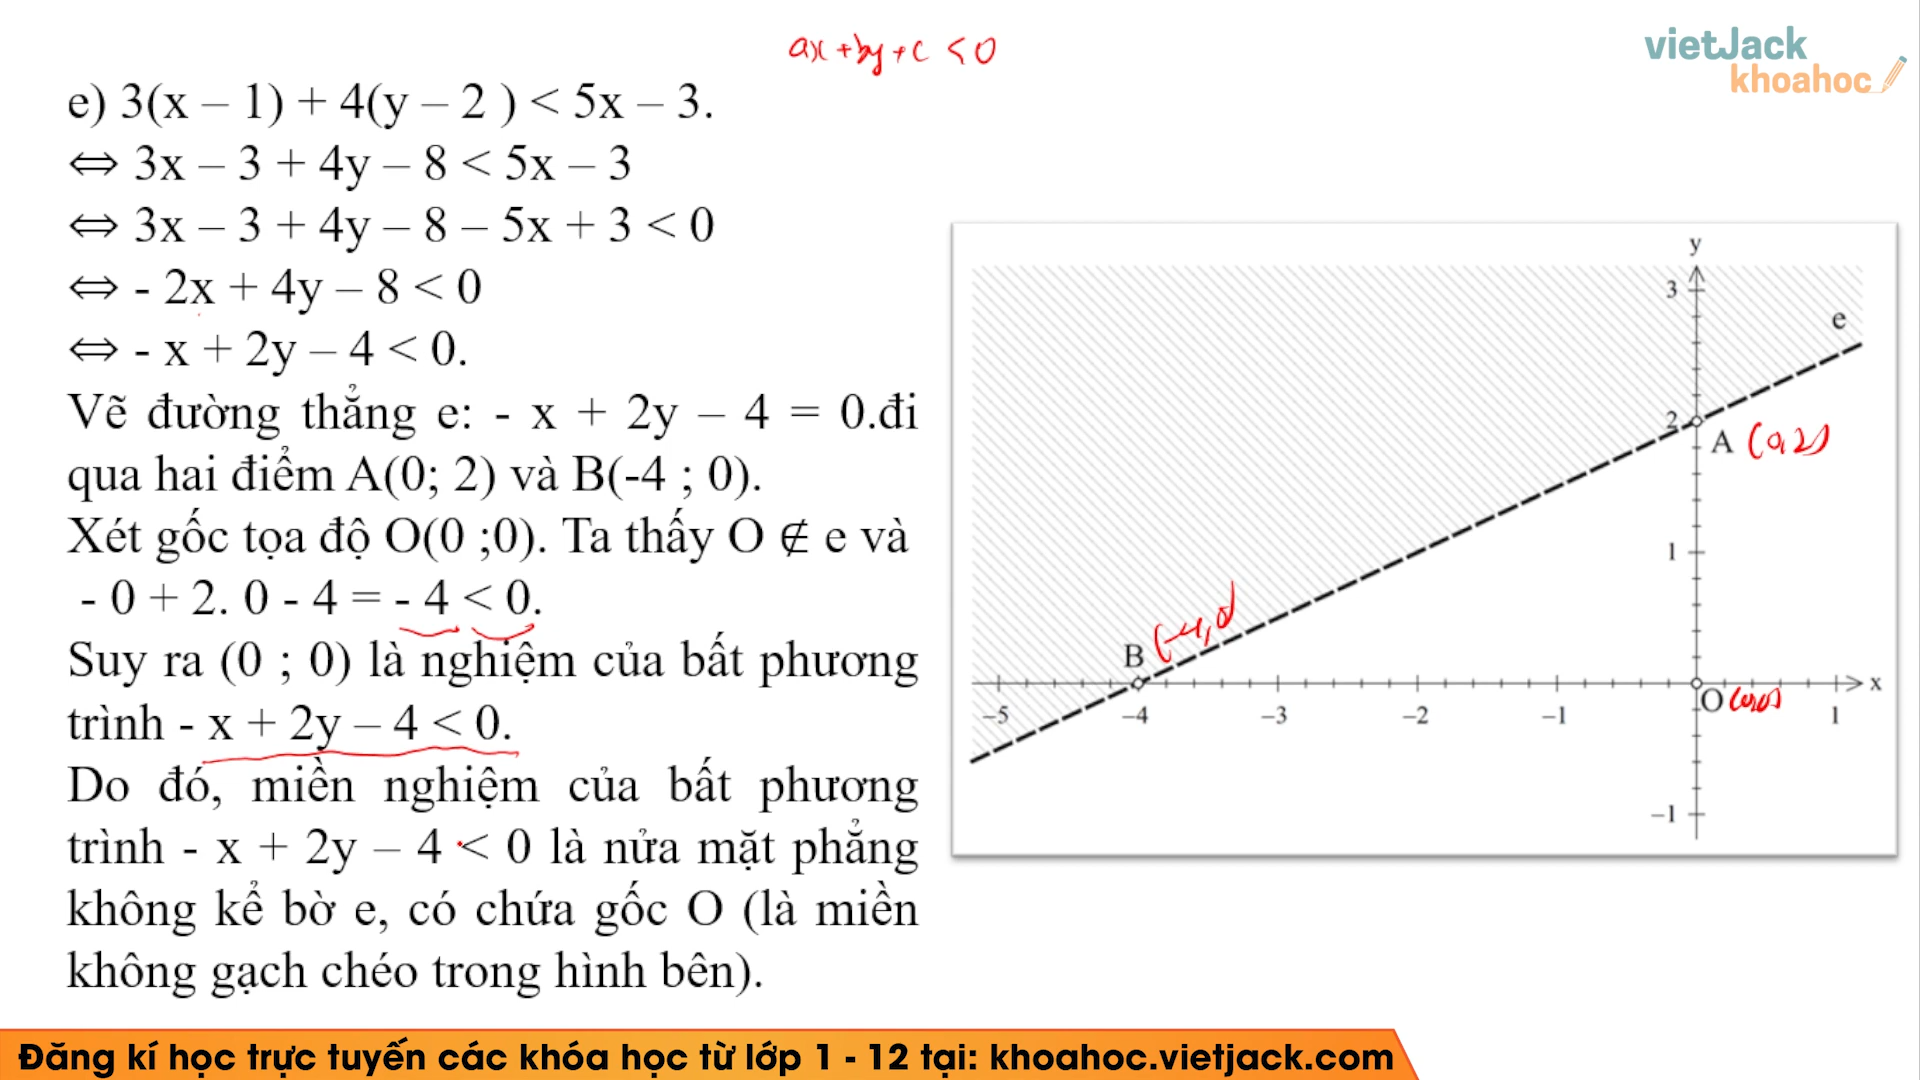 ax + by + c < 0
vietJack
khoahoc
e) 3(x – 1) + 4(y – 2 ) < 5x – 3.
⇔ 3x – 3 + 4y – 8 < 5x – 3
⇔ 3x – 3 + 4y – 8 – 5x + 3 < 0
⇔ - 2x + 4y – 8 < 0
⇔ - x + 2y – 4 < 0.
Vẽ đường thẳng e: - x + 2y – 4 = 0.đi
qua hai điểm A(0; 2) và B(-4 ; 0).
Xét gốc tọa độ O(0 ;0). Ta thấy O ∉ e và
- 0 + 2. 0 - 4 = - 4 < 0.
Suy ra (0 ; 0) là nghiệm của bất phương
trình - x + 2y – 4 < 0.
Do đó, miền nghiệm của bất phương
trình - x + 2y – 4 < 0 là nửa mặt phẳng
không kể bờ e, có chứa gốc O (là miền
không gạch chéo trong hình bên).
y
3
e
2
A (0,2)
1
B (-4,0
x
–5 –4 –3 –2 –1 O (0,0) 1
–1
Đăng kí học trực tuyến các khóa học từ lớp 1 - 12 tại: khoahoc.vietjack.com